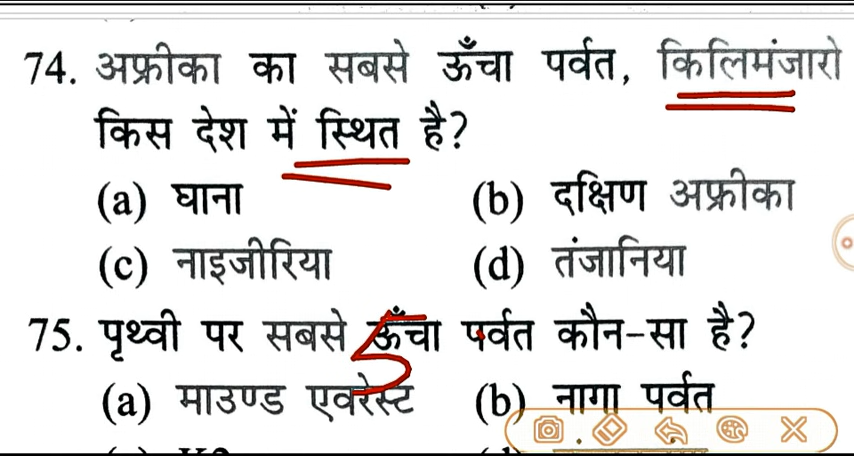 74. अफ्रीका का सबसे ऊँचा पर्वत, किलिमंजारो
किस देश में स्थित है?
(a) घाना (b) दक्षिण अफ्रीका
(c) नाइजीरिया (d) तंजानिया
75. पृथ्वी पर सबसे ऊँचा पर्वत कौन-सा है?
(a) माउण्ड एवरेस्ट (b) नागा पर्वत